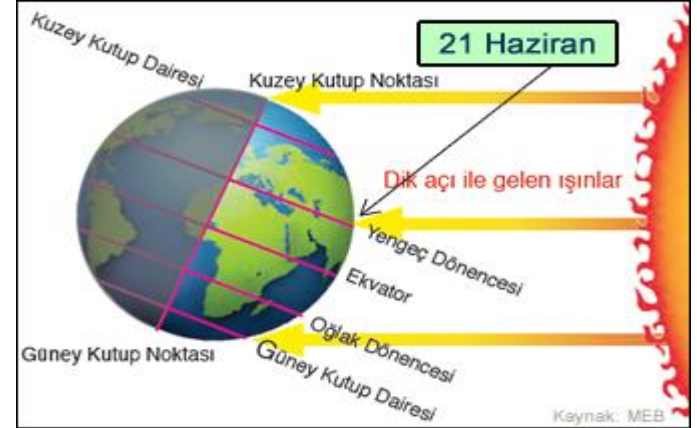 21 Haziran
Kuzey Kutup Dairesi
Kuzey Kutup Noktası
Dik açı ile gelen ışınlar
Yengeç Dönencesi
Ekvator
Oğlak Dönencesi
Güney Kutup Noktası
Güney Kutup Dairesi
Kaynak: MEB